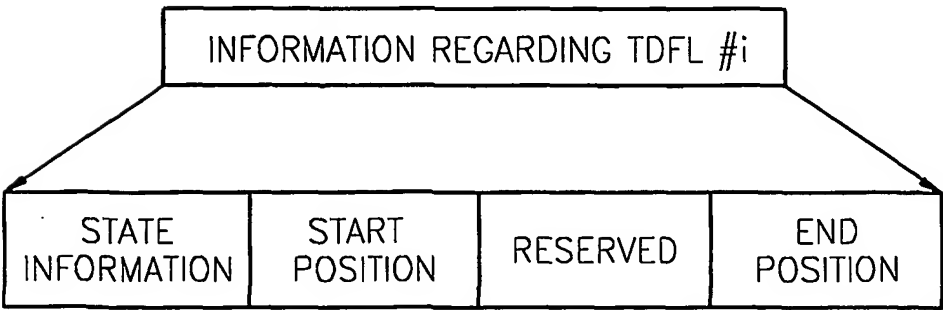 INFORMATION REGARDING TDFL #i
STATE
INFORMATION
START
POSITION
RESERVED
END
POSITION